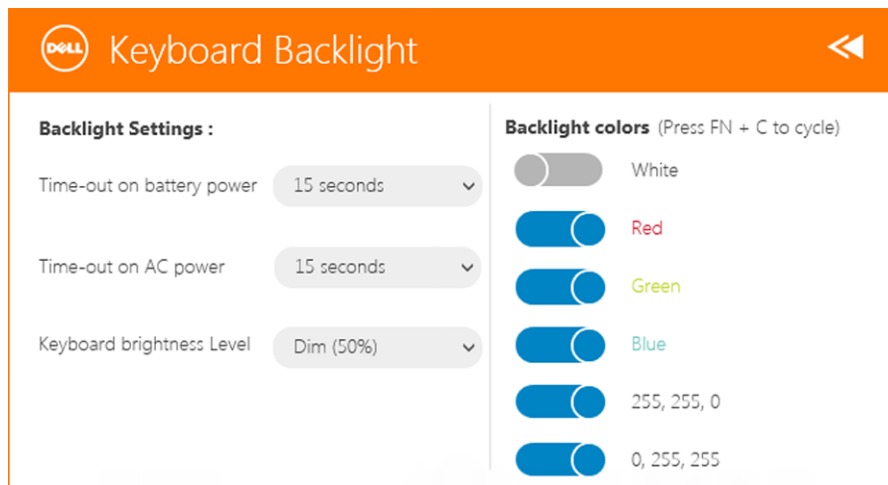 DELL Keyboard Backlight
Backlight Settings :
Time-out on battery power 15 seconds
Time-out on AC power 15 seconds
Keyboard brightness Level Dim (50%)
Backlight colors (Press FN + C to cycle)
White
Red
Green
Blue
255, 255, 0
0, 255, 255